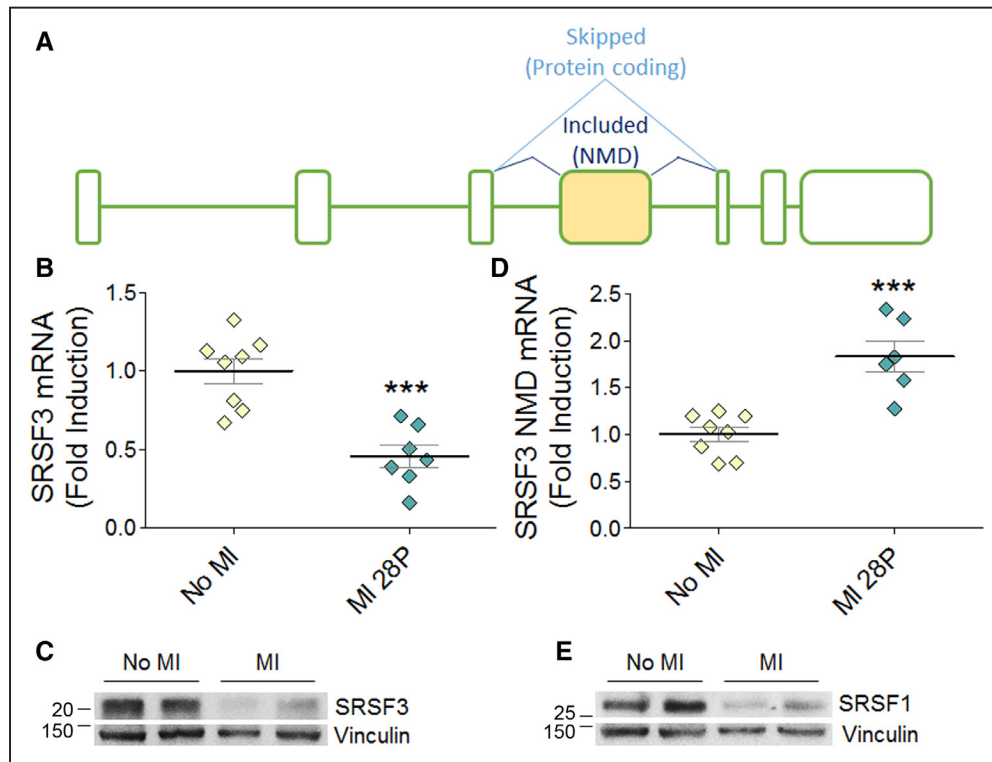 A
Skipped
(Protein coding)
Included
(NMD)
B
SRSF3 mRNA
(Fold Induction)
1.5
1.0
0.5
0.0
***
No MI
MI 28P
D
SRSF3 NMD mRNA
(Fold Induction)
2.5
2.0
1.5
1.0
0.5
0.0
***
No MI
MI 28P
C
No MI MI
20
SRSF3
150
Vinculin
E
No MI MI
25
SRSF1
150
Vinculin